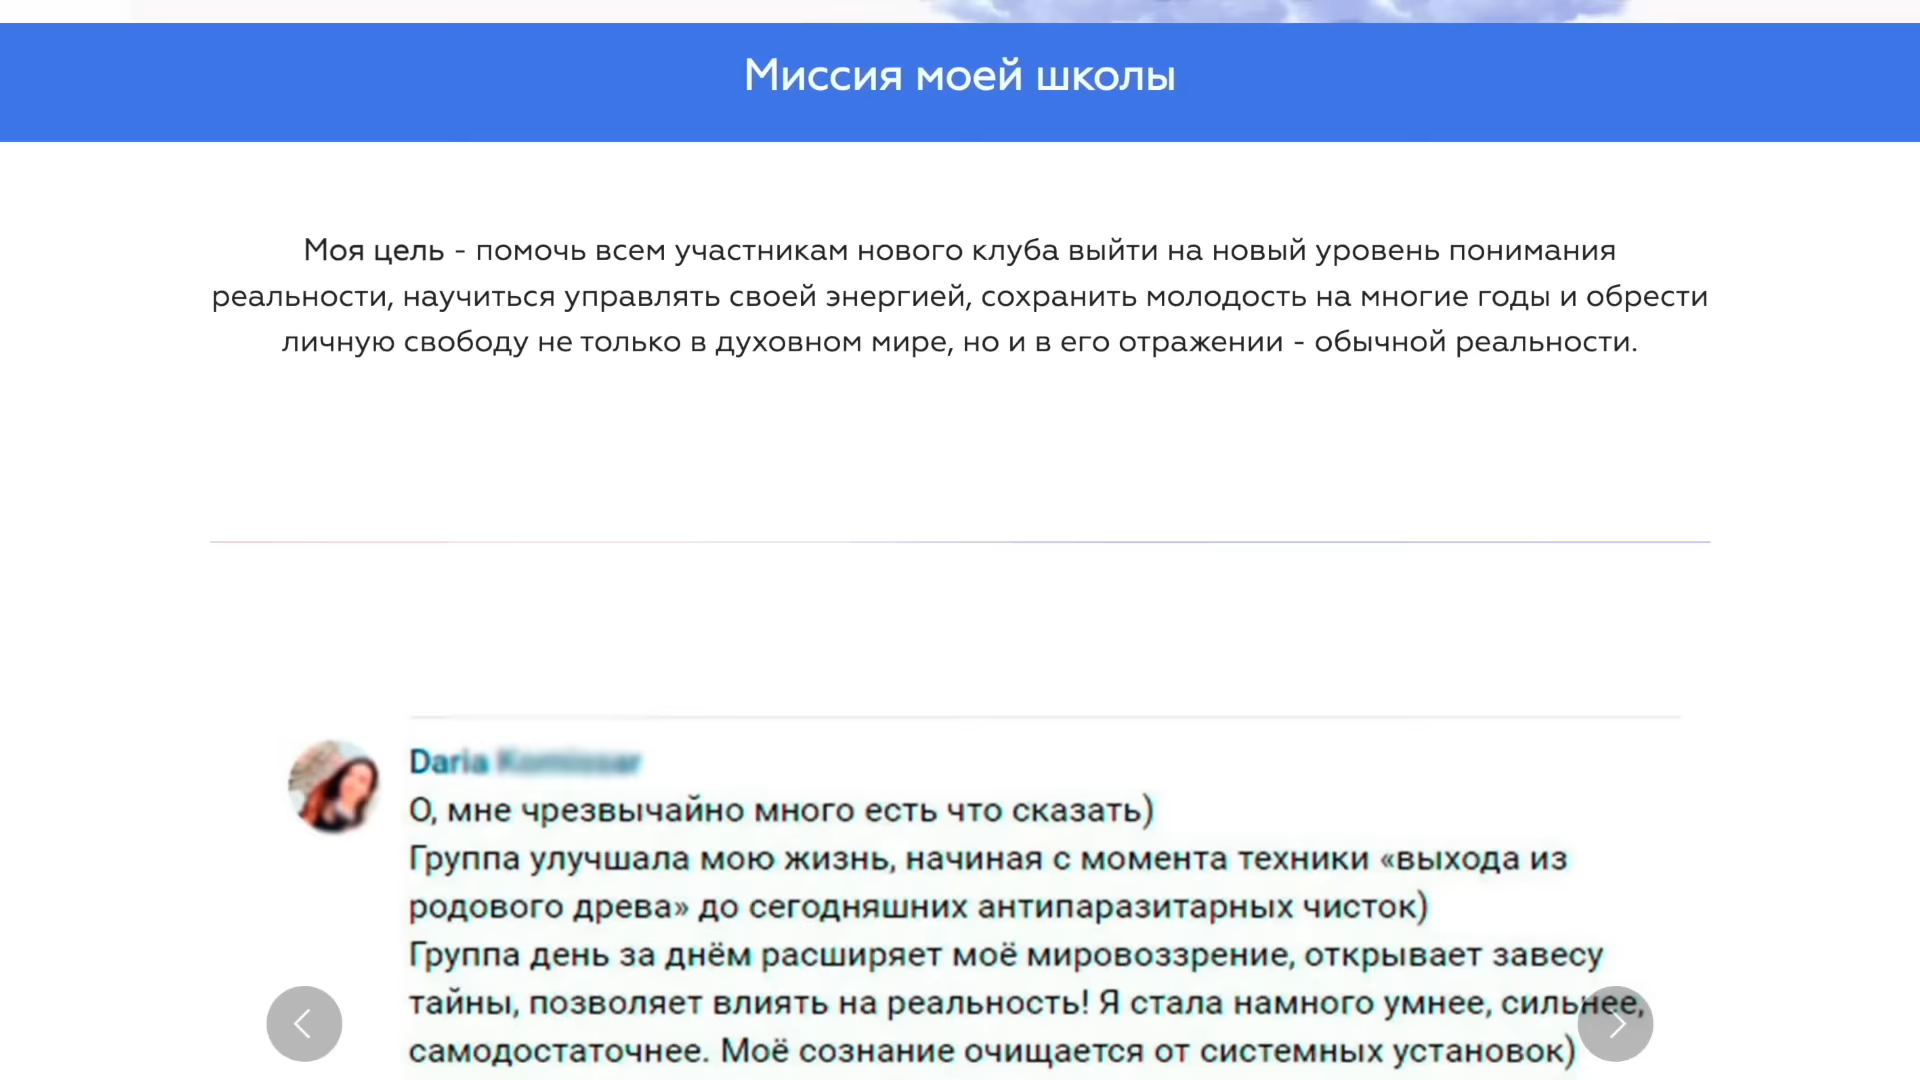 Миссия моей школы
Моя цель - помочь всем участникам нового клуба выйти на новый уровень понимания
реальности, научиться управлять своей энергией, сохранить молодость на многие годы и обрести
личную свободу не только в духовном мире, но и в его отражении - обычной реальности.
Daria
О, мне чрезвычайно много есть что сказать)
Группа улучшала мою жизнь, начиная с момента техники «выхода из
родового древа» до сегодняшних антипаразитарных чисток)
Группа день за днём расширяет моё мировоззрение, открывает завесу
тайны, позволяет влиять на реальность! Я стала намного умнее, сильнее,
самодостаточнее. Моё сознание очищается от системных установок)